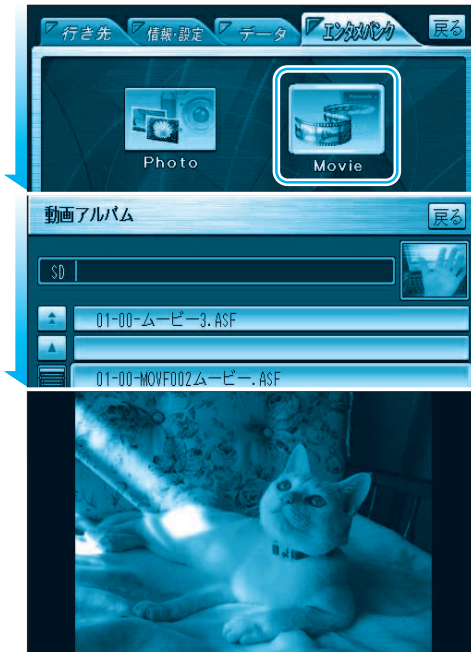 行き先 情報・設定 データ エンタメバンク 戻る
Photo Movie
動画アルバム 戻る
SD
01-00-ムービー3.ASF
01-00-MOVF002ムービー.ASF